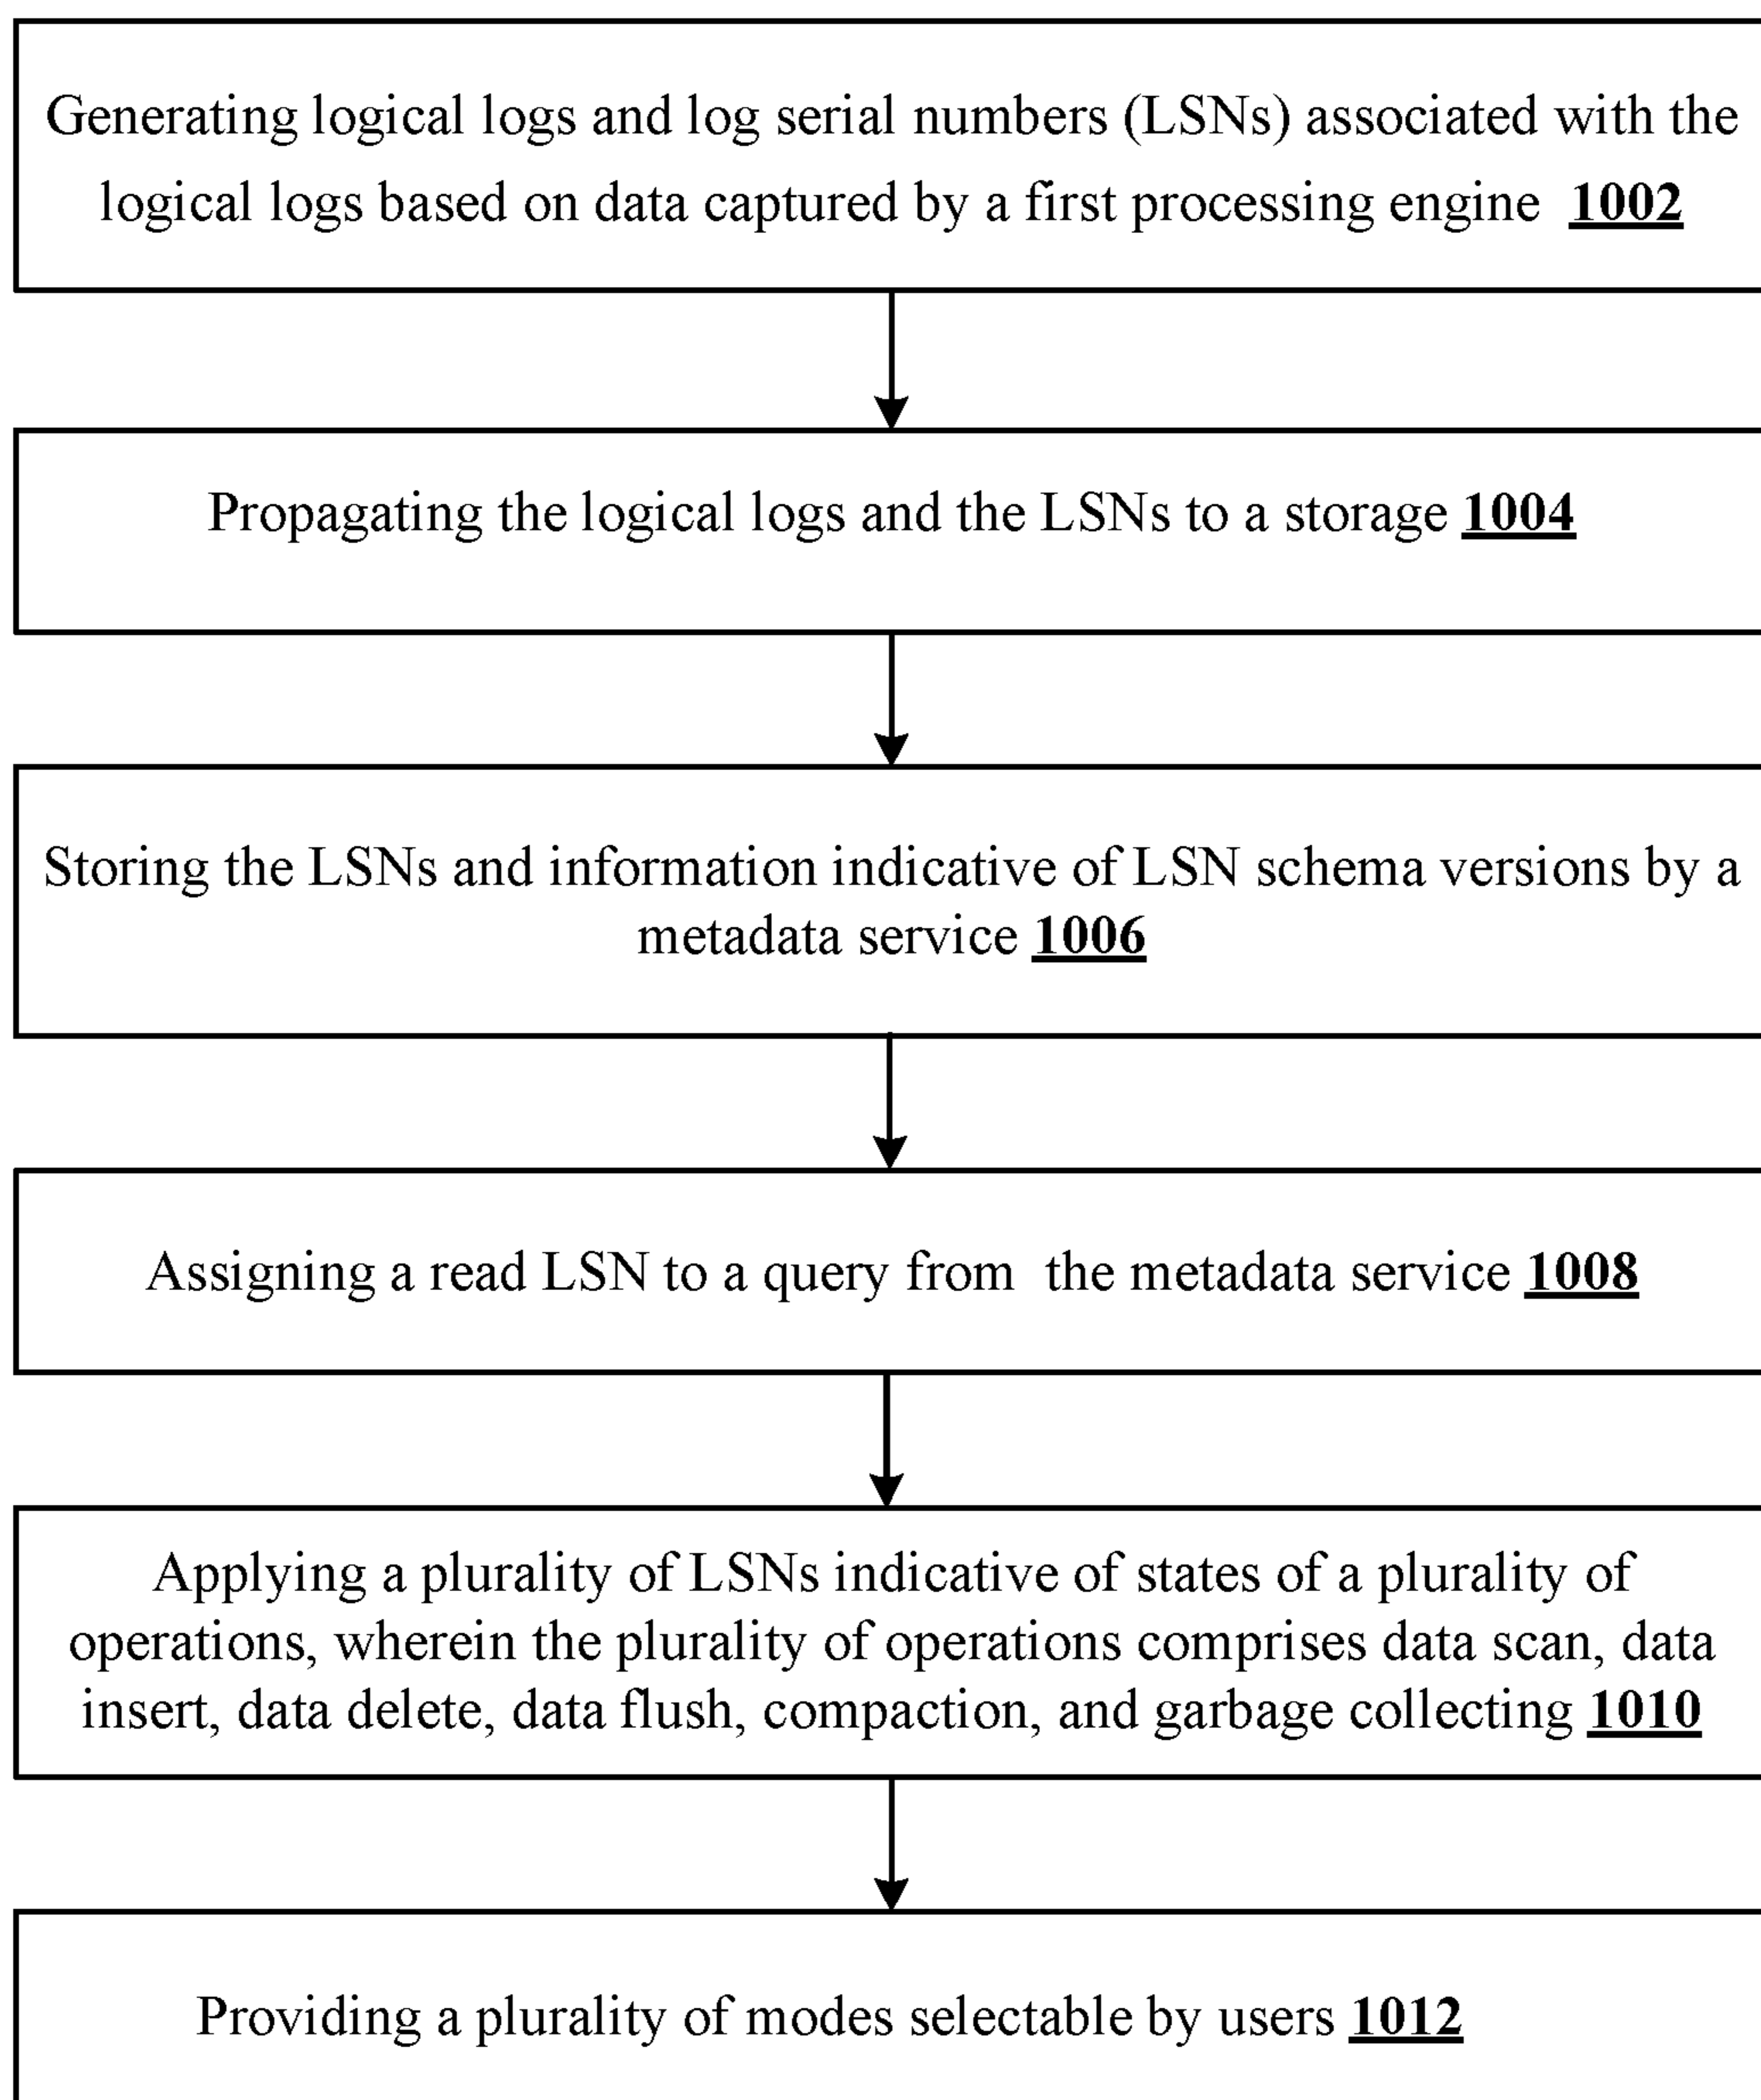 Generating logical logs and log serial numbers (LSNs) associated with the
logical logs based on data captured by a first processing engine 1002
Propagating the logical logs and the LSNs to a storage 1004
Storing the LSNs and information indicative of LSN schema versions by a
metadata service 1006
Assigning a read LSN to a query from the metadata service 1008
Applying a plurality of LSNs indicative of states of a plurality of
operations, wherein the plurality of operations comprises data scan, data
insert, data delete, data flush, compaction, and garbage collecting 1010
Providing a plurality of modes selectable by users 1012